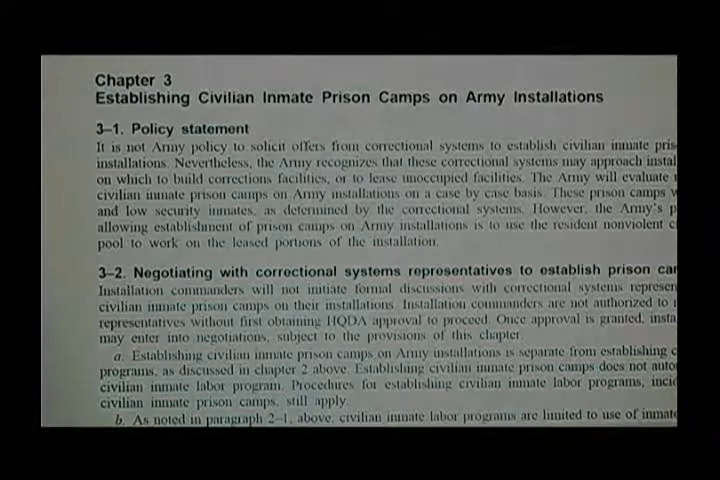 Chapter 3
Establishing Civilian Inmate Prison Camps on Army Installations
3–1. Policy statement
It is not Army policy to solicit offers from correctional systems to establish civilian inmate pris
installations. Nevertheless, the Army recognizes that these correctional systems may approach instal
on which to build corrections facilities, or to lease unoccupied facilities. The Army will evaluate
civilian inmate prison camps on Army installations on a case by case basis. These prison camps w
and low security inmates, as determined by the correctional systems. However, the Army's p
allowing establishment of prison camps on Army installations is to use the resident nonviolent c
pool to work on the leased portions of the installation.
3–2. Negotiating with correctional systems representatives to establish prison car
Installation commanders will not initiate formal discussions with correctional systems represen
civilian inmate prison camps on their installations. Installation commanders are not authorized to
representatives without first obtaining HQDA approval to proceed. Once approval is granted, insta
may enter into negotiations, subject to the provisions of this chapter.
a. Establishing civilian inmate prison camps on Army installations is separate from establishing c
programs, as discussed in chapter 2 above. Establishing civilian inmate prison camps does not auto
civilian inmate labor program. Procedures for establishing civilian inmate labor programs, inci
civilian inmate prison camps, still apply.
b. As noted in paragraph 2–1, above, civilian inmate labor programs are limited to use of inmate